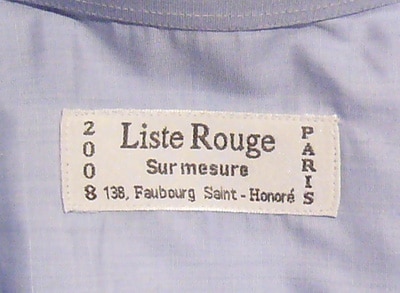 2008
Liste Rouge
Sur mesure
138, Faubourg Saint - Honoré
PARIS